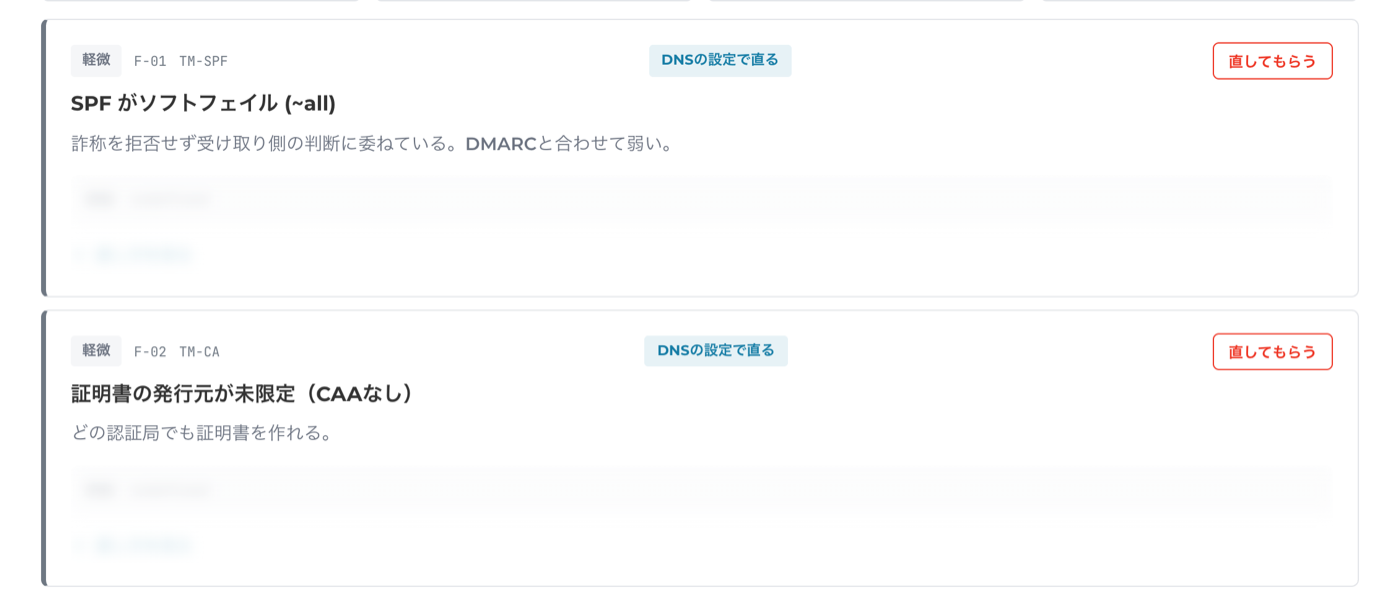 軽微 F-01 TM-SPF DNSの設定で直る 直してもらう
SPF がソフトフェイル (~all)
詐称を拒否せず受け取り側の判断に委ねている。DMARCと合わせて弱い。
軽微 F-02 TM-CA DNSの設定で直る 直してもらう
証明書の発行元が未限定（CAAなし）
どの認証局でも証明書を作れる。